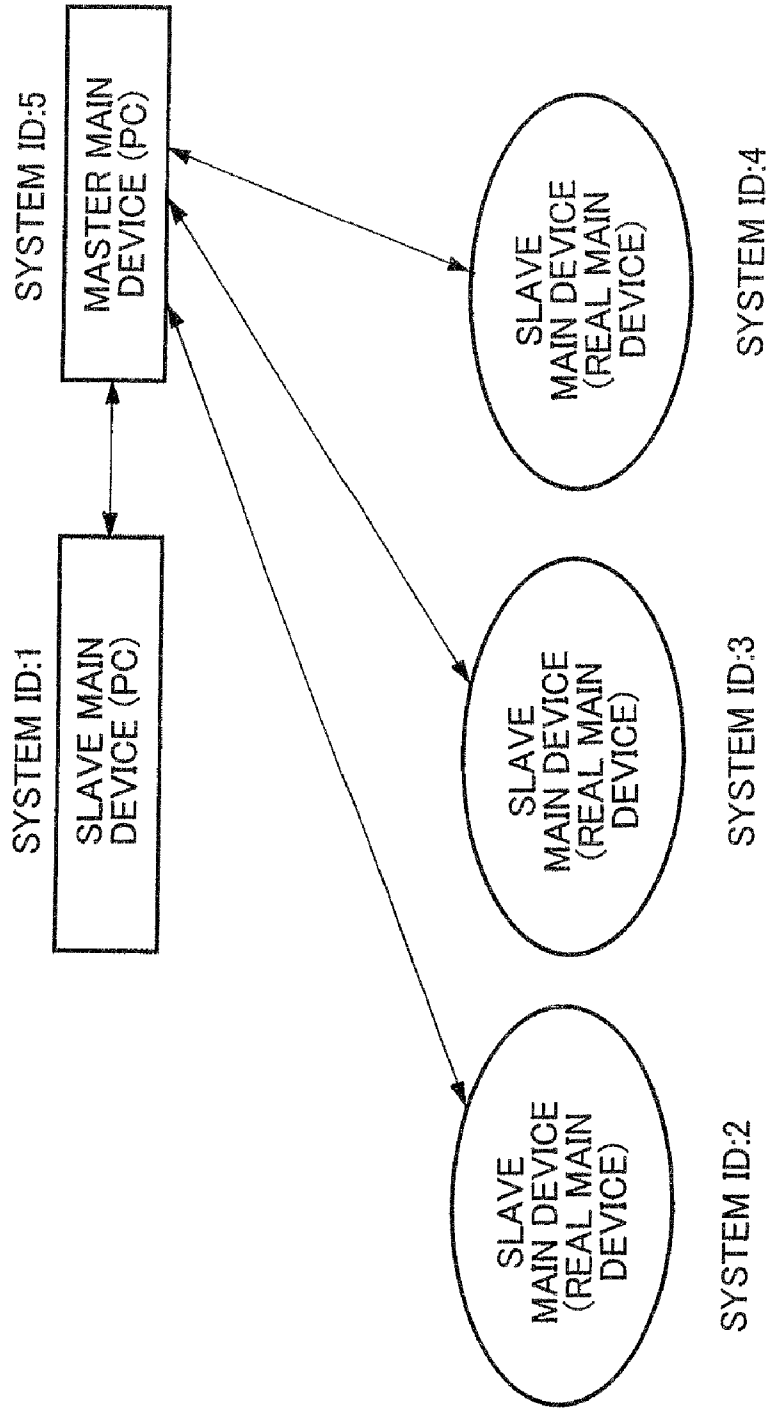 SYSTEM ID:1
SLAVE MAIN
DEVICE (PC)
SYSTEM ID:5
MASTER MAIN
DEVICE (PC)
SLAVE
MAIN DEVICE
(REAL MAIN
DEVICE)
SYSTEM ID:2
SLAVE
MAIN DEVICE
(REAL MAIN
DEVICE)
SYSTEM ID:3
SLAVE
MAIN DEVICE
(REAL MAIN
DEVICE)
SYSTEM ID:4